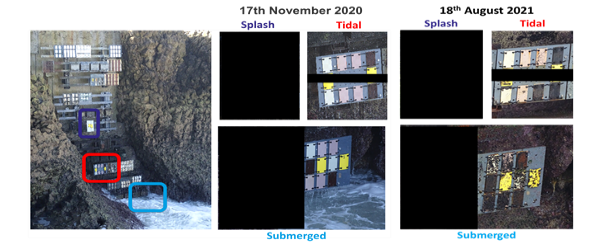 17th November 2020
18th August 2021
Splash
Tidal
Splash
Tidal
Submerged
Submerged